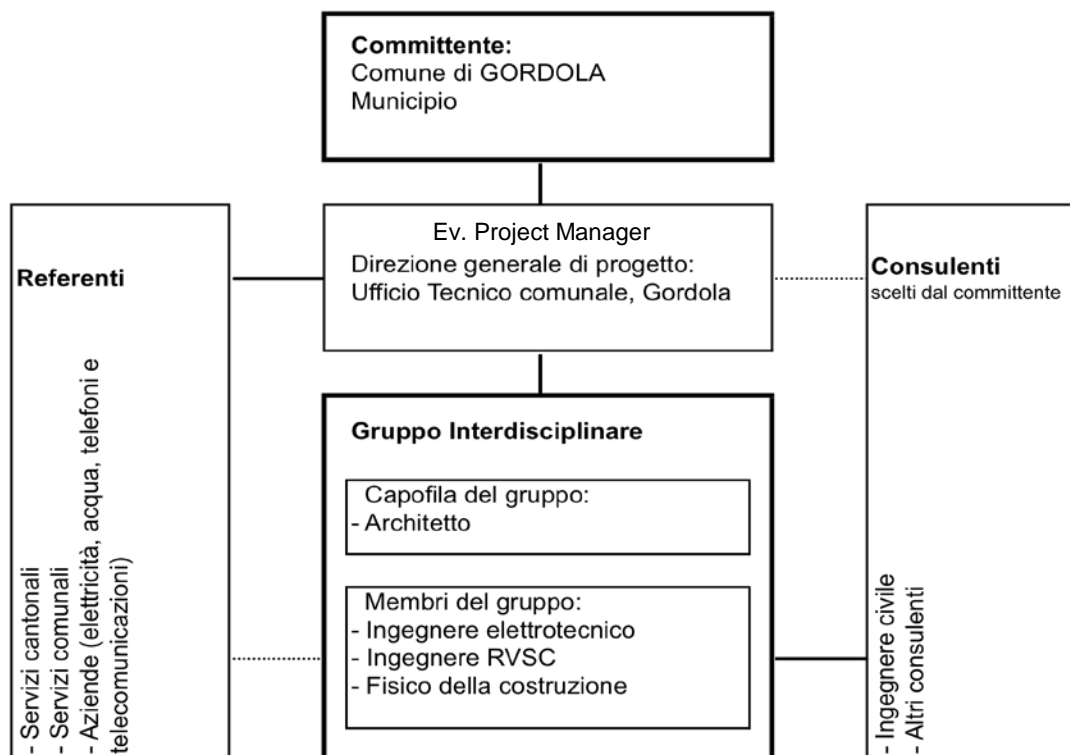 Committente:
Comune di GORDOLA
Municipio
Referenti
- Servizi cantonali
- Servizi comunali
- Aziende (elettricità, acqua, telefoni e
telecomunicazioni)
Ev. Project Manager
Direzione generale di progetto:
Ufficio Tecnico comunale, Gordola
Consulenti
scelti dal committente
- Ingegnere civile
- Altri consulenti
Gruppo Interdisciplinare
Capofila del gruppo:
- Architetto
Membri del gruppo:
- Ingegnere elettrotecnico
- Ingegnere RVSC
- Fisico della costruzione